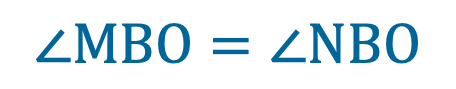 ∠MBO = ∠NBO